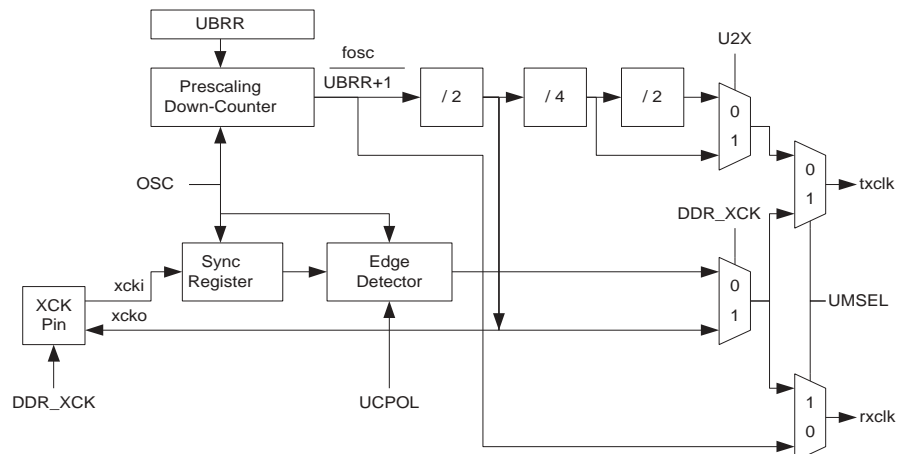 UBRR
fosc
U2X
Prescaling
Down-Counter
UBRR+1
/ 2
/ 4
/ 2
0
1
OSC
0
1
txclk
DDR_XCK
Sync
Register
Edge
Detector
xcki
0
1
XCK
Pin
xcko
UMSEL
DDR_XCK
UCPOL
1
0
rxclk